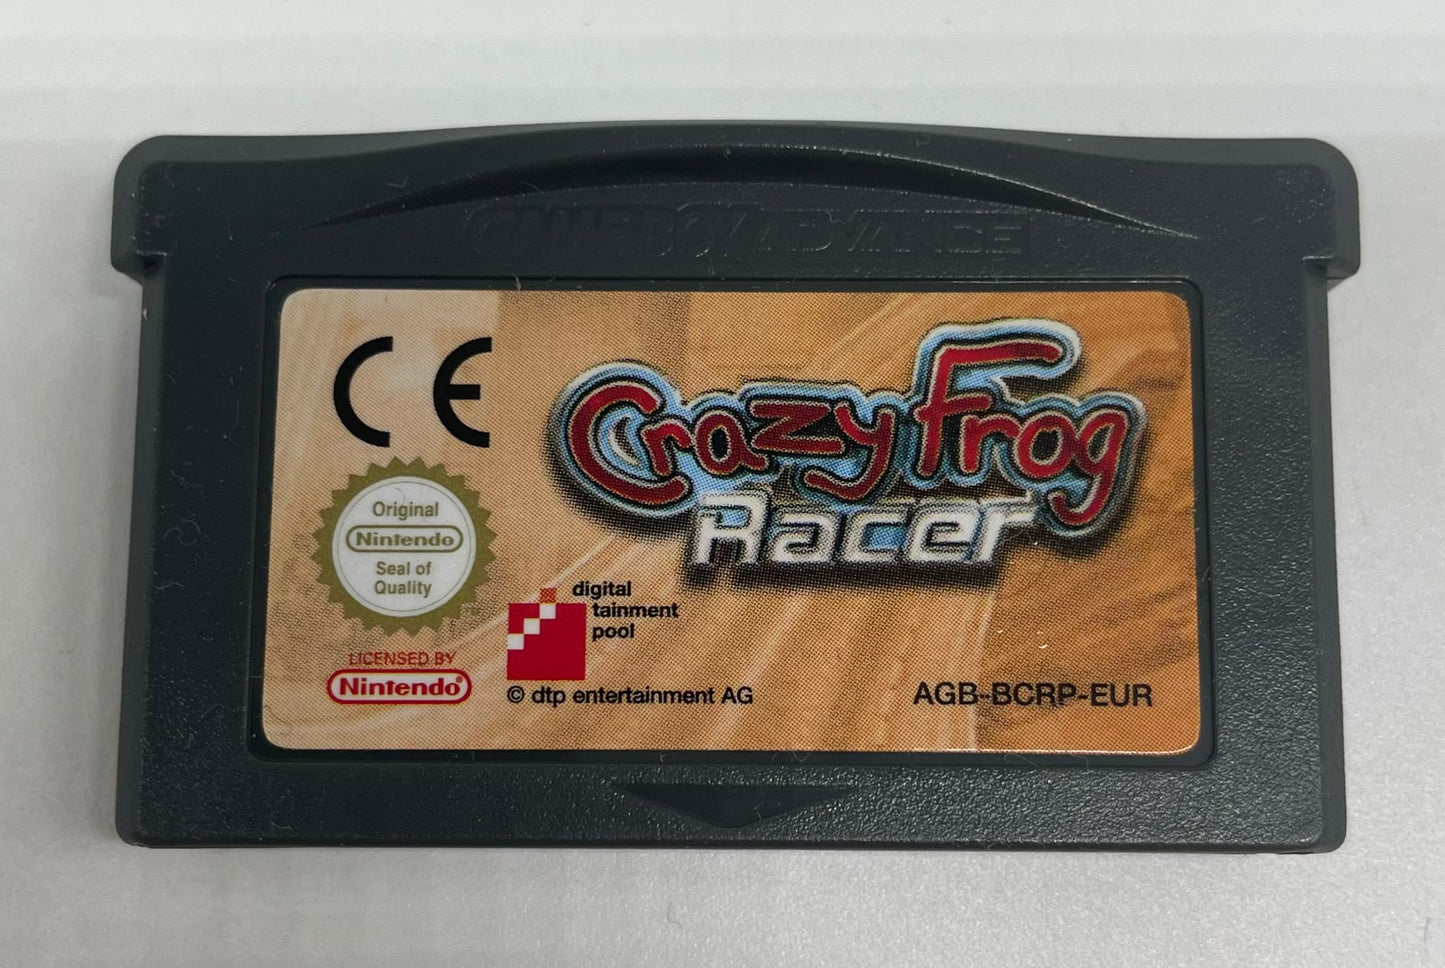 GAME BOY ADVANCE
CE
Crazy Frog
Racer
Original
Nintendo
Seal of
Quality
digital
tainment
pool
LICENSED BY
Nintendo
© dtp entertainment AG
AGB-BCRP-EUR